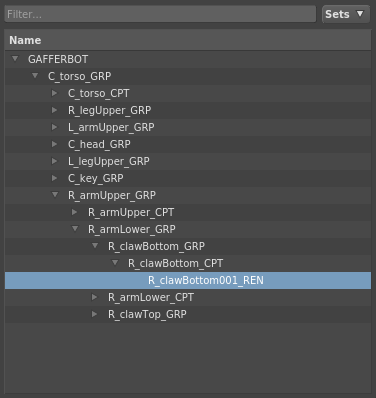 Filter...
Sets
Name
GAFFERBOT
C_torso_GRP
C_torso_CPT
R_legUpper_GRP
L_armUpper_GRP
C_head_GRP
L_legUpper_GRP
C_key_GRP
R_armUpper_GRP
R_armUpper_CPT
R_armLower_GRP
R_clawBottom_GRP
R_clawBottom_CPT
R_clawBottom001_REN
R_armLower_CPT
R_clawTop_GRP